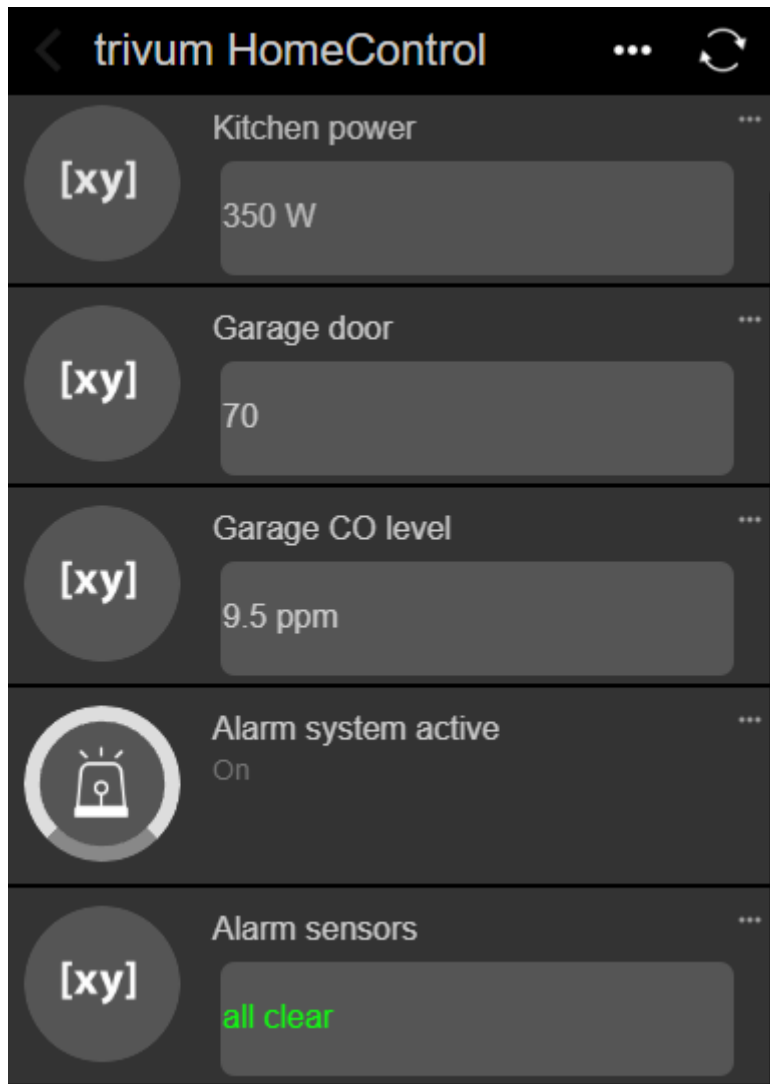 trivum HomeControl
Kitchen power
[xy]
350 W
Garage door
[xy]
70
Garage CO level
[xy]
9.5 ppm
Alarm system active
On
Alarm sensors
[xy]
all clear